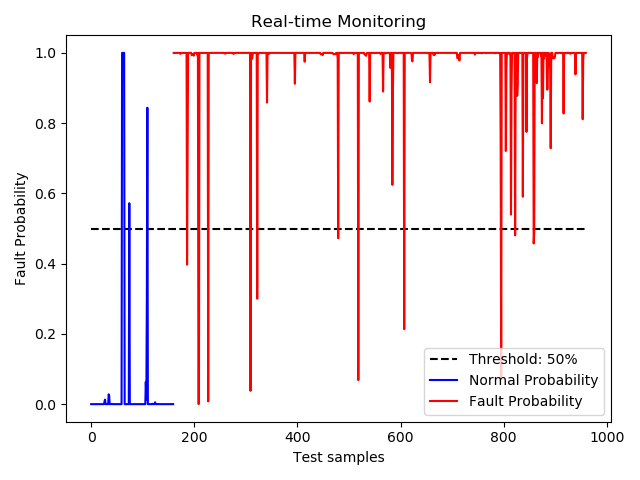 Real-time Monitoring
1.0
0.8
0.6
0.4
0.2
0.0
Fault Probability
Threshold: 50%
Normal Probability
Fault Probability
0
200
400
600
800
1000
Test samples